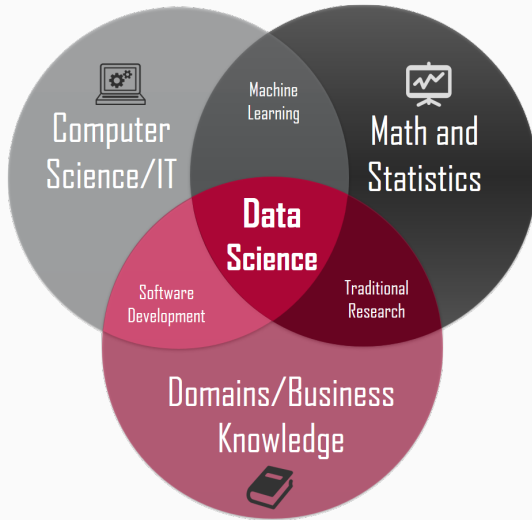 Machine
Learning
Computer
Science/IT
Math and
Statistics
Data
Science
Software
Development
Traditional
Research
Domains/Business
Knowledge